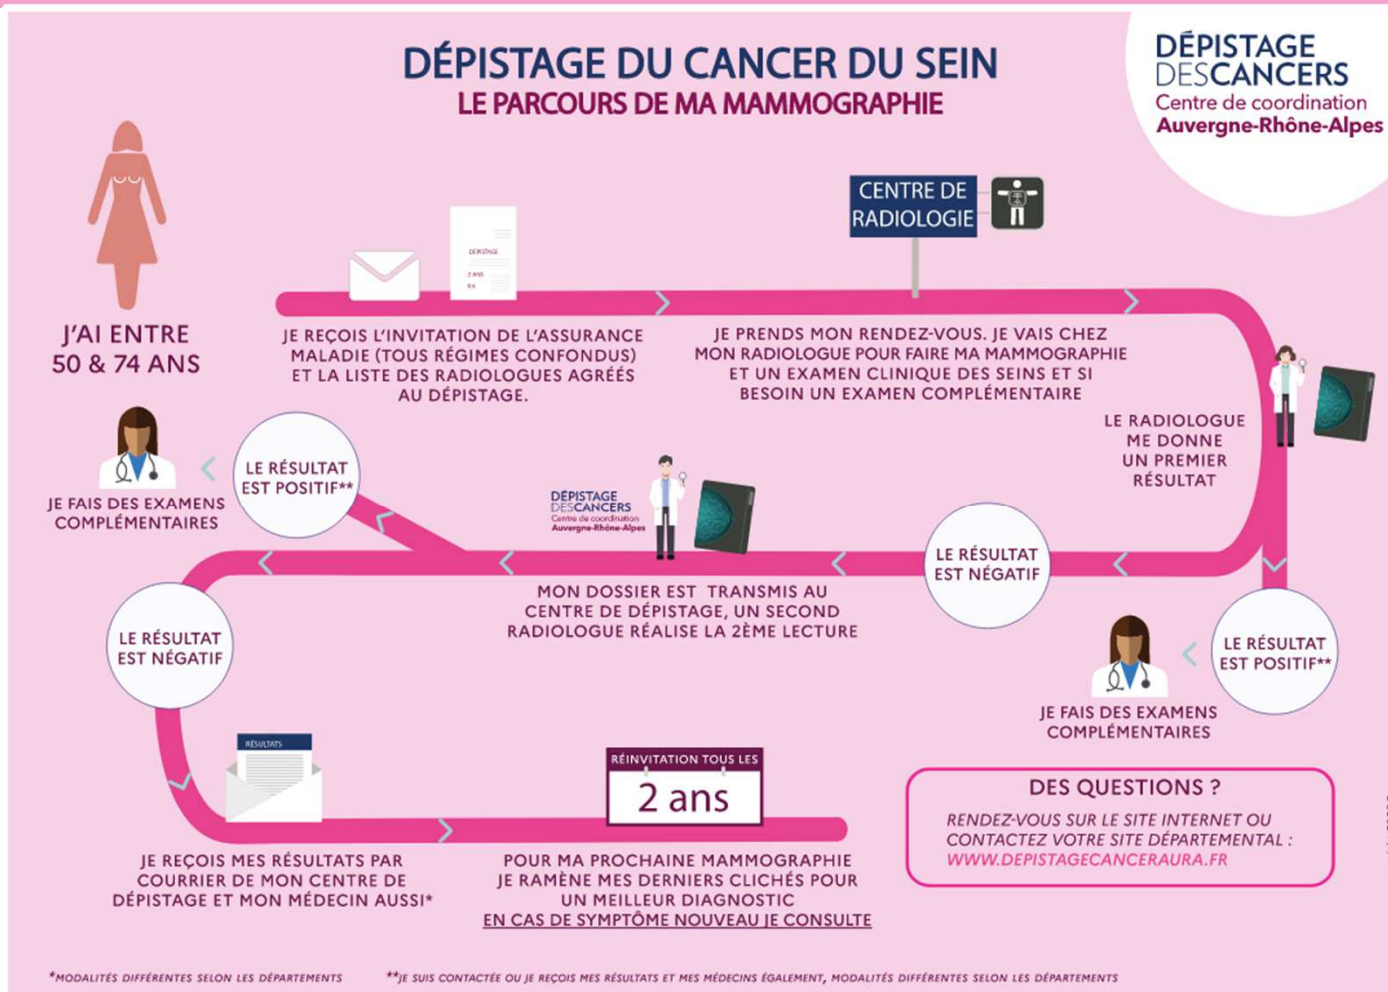 DÉPISTAGE DU CANCER DU SEIN
LE PARCOURS DE MA MAMMOGRAPHIE
DÉPISTAGE
DESCANCERS
Centre de coordination
Auvergne-Rhône-Alpes
J'AI ENTRE
50 & 74 ANS
DÉPISTAGE
2 ANS
JE REÇOIS L'INVITATION DE L'ASSURANCE
MALADIE (TOUS RÉGIMES CONFONDUS)
ET LA LISTE DES RADIOLOGUES AGRÉÉS
AU DÉPISTAGE.
CENTRE DE
RADIOLOGIE
JE PRENDS MON RENDEZ-VOUS. JE VAIS CHEZ
MON RADIOLOGUE POUR FAIRE MA MAMMOGRAPHIE
ET UN EXAMEN CLINIQUE DES SEINS ET SI
BESOIN UN EXAMEN COMPLÉMENTAIRE
LE RADIOLOGUE
ME DONNE
UN PREMIER
RÉSULTAT
LE RÉSULTAT
EST POSITIF**
JE FAIS DES EXAMENS
COMPLÉMENTAIRES
LE RÉSULTAT
EST NÉGATIF
DÉPISTAGE
DESCANCERS
Centre de coordination
Auvergne-Rhône-Alpes
MON DOSSIER EST TRANSMIS AU
CENTRE DE DÉPISTAGE, UN SECOND
RADIOLOGUE RÉALISE LA 2ÈME LECTURE
LE RÉSULTAT
EST POSITIF**
JE FAIS DES EXAMENS
COMPLÉMENTAIRES
LE RÉSULTAT
EST NÉGATIF
RÉSULTATS
JE REÇOIS MES RÉSULTATS PAR
COURRIER DE MON CENTRE DE
DÉPISTAGE ET MON MÉDECIN AUSSI*
RÉINVITATION TOUS LES
2 ans
POUR MA PROCHAINE MAMMOGRAPHIE
JE RAMÈNE MES DERNIERS CLICHÉS POUR
UN MEILLEUR DIAGNOSTIC
EN CAS DE SYMPTÔME NOUVEAU JE CONSULTE
DES QUESTIONS ?
RENDEZ-VOUS SUR LE SITE INTERNET OU
CONTACTEZ VOTRE SITE DÉPARTEMENTAL :
WWW.DEPISTAGECANCERAURA.FR
*MODALITÉS DIFFÉRENTES SELON LES DÉPARTEMENTS
**JE SUIS CONTACTÉE OU JE REÇOIS MES RÉSULTATS ET MES MÉDECINS ÉGALEMENT, MODALITÉS DIFFÉRENTES SELON LES DÉPARTEMENTS